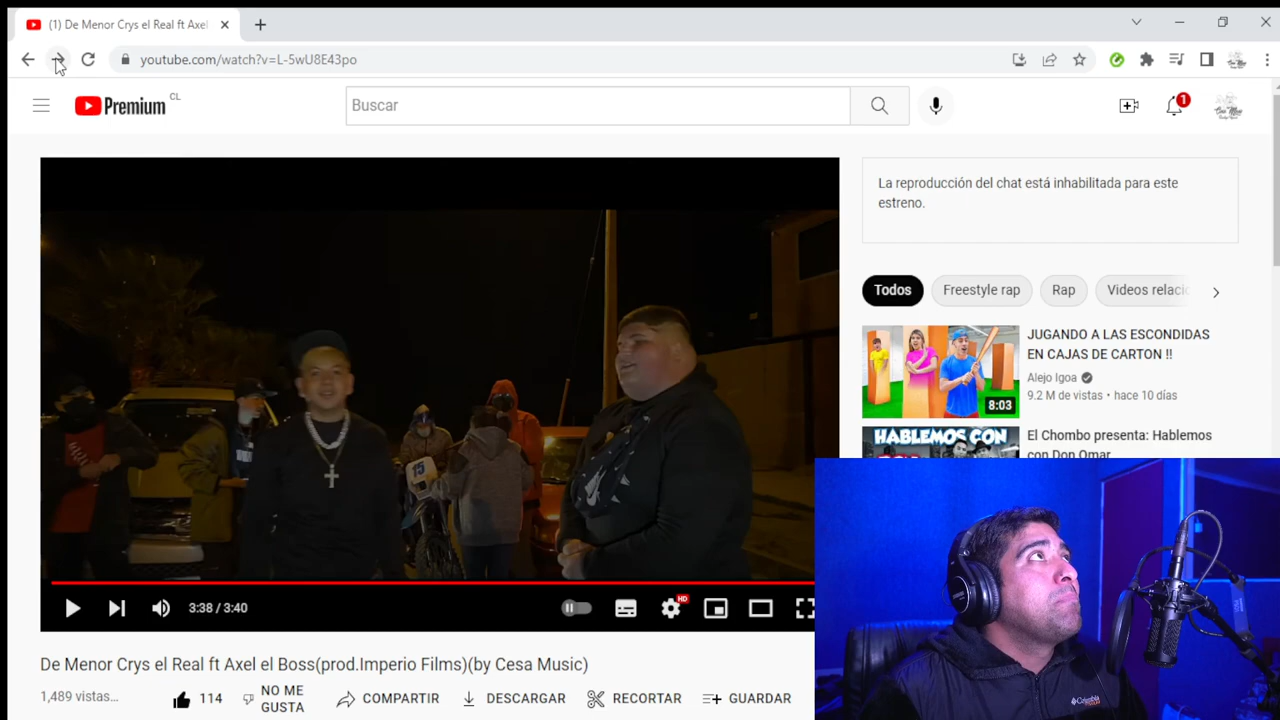 (1) De Menor Crys el Real ft Axel
youtube.com/watch?v=L-5wU8E43po
Premium CL
Buscar
1
La reproducción del chat está inhabilitada para este
estreno.
Todos
Freestyle rap
Rap
Videos relacio
JUGANDO A LAS ESCONDIDAS
EN CAJAS DE CARTON !!
Alejo Igoa
9.2 M de vistas • hace 10 días
8:03
HABLEMOS CON
El Chombo presenta: Hablemos
con Don Omar
15
3:38 / 3:40
HD
De Menor Crys el Real ft Axel el Boss(prod.Imperio Films)(by Cesa Music)
1,489 vistas...
114
NO ME
GUSTA
COMPARTIR
DESCARGAR
RECORTAR
GUARDAR
Columbia